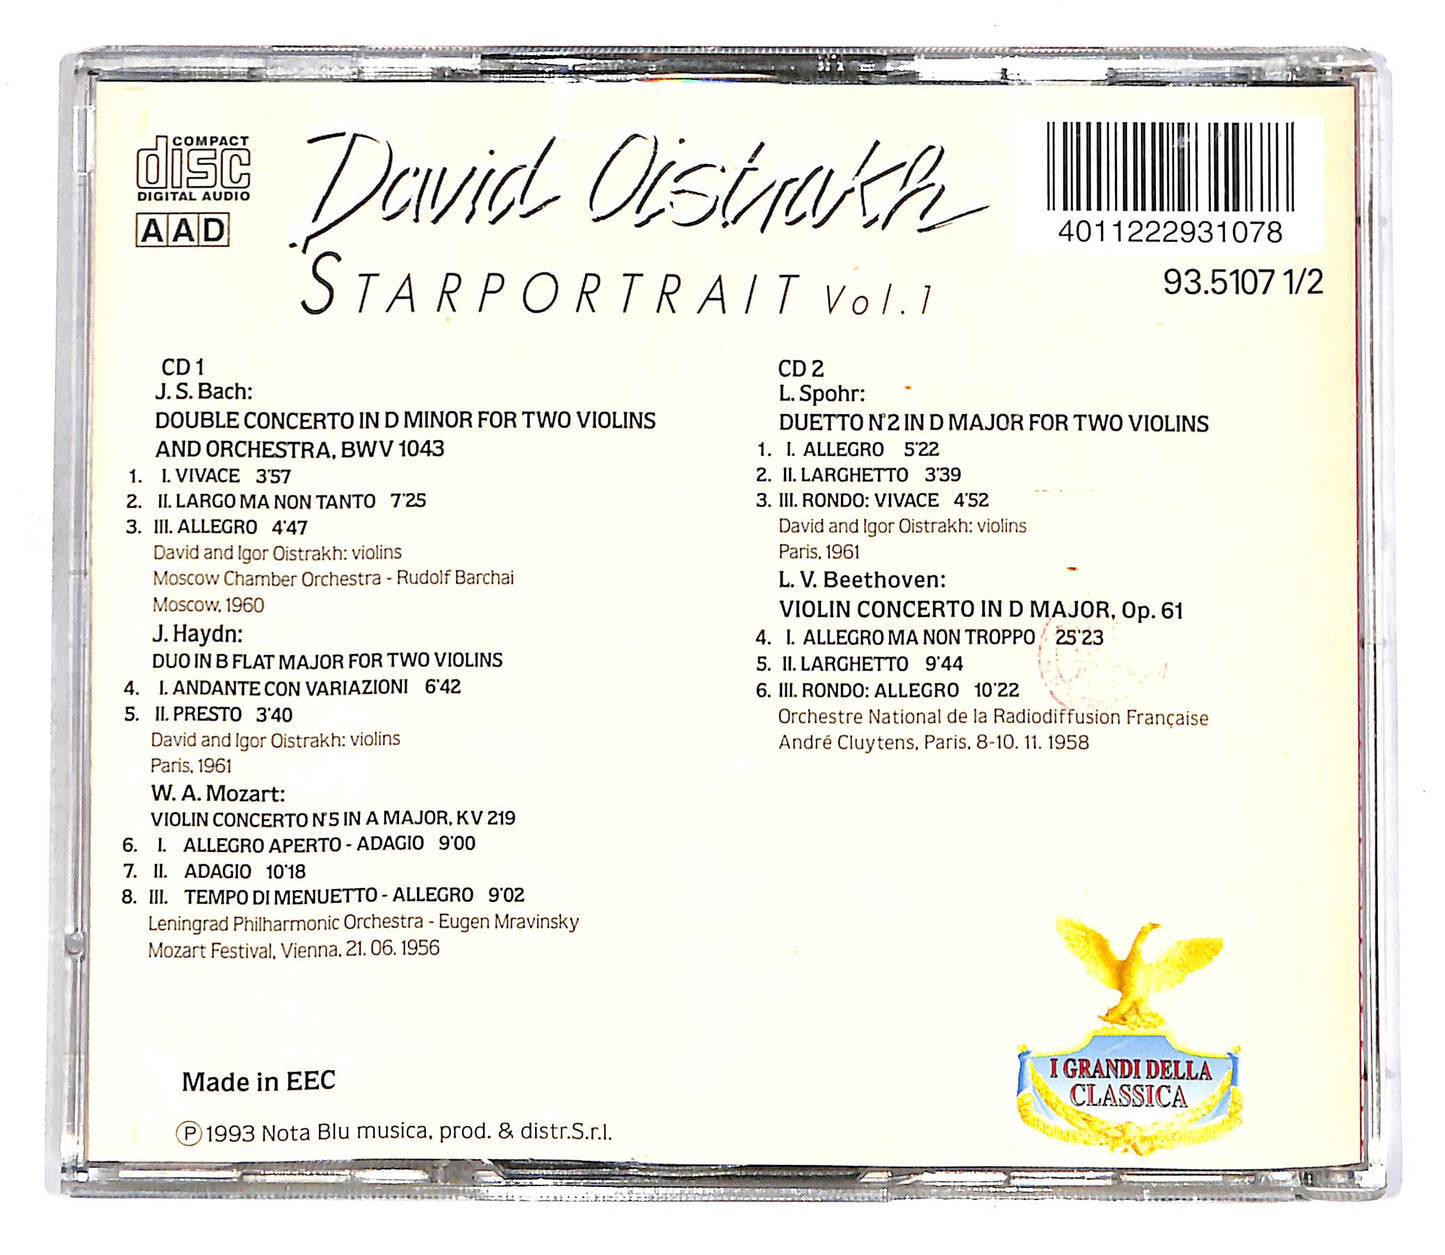 COMPACT
disc
DIGITAL AUDIO
AAD
David Oistrakh
STARPORTRAIT Vol.1
4011222931078
93.5107 1/2
CD 1
J. S. Bach:
DOUBLE CONCERTO IN D MINOR FOR TWO VIOLINS
AND ORCHESTRA, BWV 1043
1. I. VIVACE 3'57
2. II. LARGO MA NON TANTO 7'25
3. III. ALLEGRO 4'47
David and Igor Oistrakh: violins
Moscow Chamber Orchestra - Rudolf Barchai
Moscow, 1960
J. Haydn:
DUO IN B FLAT MAJOR FOR TWO VIOLINS
4. I. ANDANTE CON VARIAZIONI 6'42
5. II. PRESTO 3'40
David and Igor Oistrakh: violins
Paris, 1961
W. A. Mozart:
VIOLIN CONCERTO N°5 IN A MAJOR, KV 219
6. I. ALLEGRO APERTO - ADAGIO 9'00
7. II. ADAGIO 10'18
8. III. TEMPO DI MENUETTO - ALLEGRO 9'02
Leningrad Philharmonic Orchestra - Eugen Mravinsky
Mozart Festival, Vienna, 21. 06. 1956
CD 2
L. Spohr:
DUETTO N°2 IN D MAJOR FOR TWO VIOLINS
1. I. ALLEGRO 5'22
2. II. LARGHETTO 3'39
3. III. RONDO: VIVACE 4'52
David and Igor Oistrakh: violins
Paris, 1961
L. V. Beethoven:
VIOLIN CONCERTO IN D MAJOR, Op. 61
4. I. ALLEGRO MA NON TROPPO 25'23
5. II. LARGHETTO 9'44
6. III. RONDO: ALLEGRO 10'22
Orchestre National de la Radiodiffusion Française
André Cluytens, Paris, 8-10. 11. 1958
Made in EEC
Ⓟ1993 Nota Blu musica, prod. & distr.S.r.l.
I GRANDI DELLA
CLASSICA